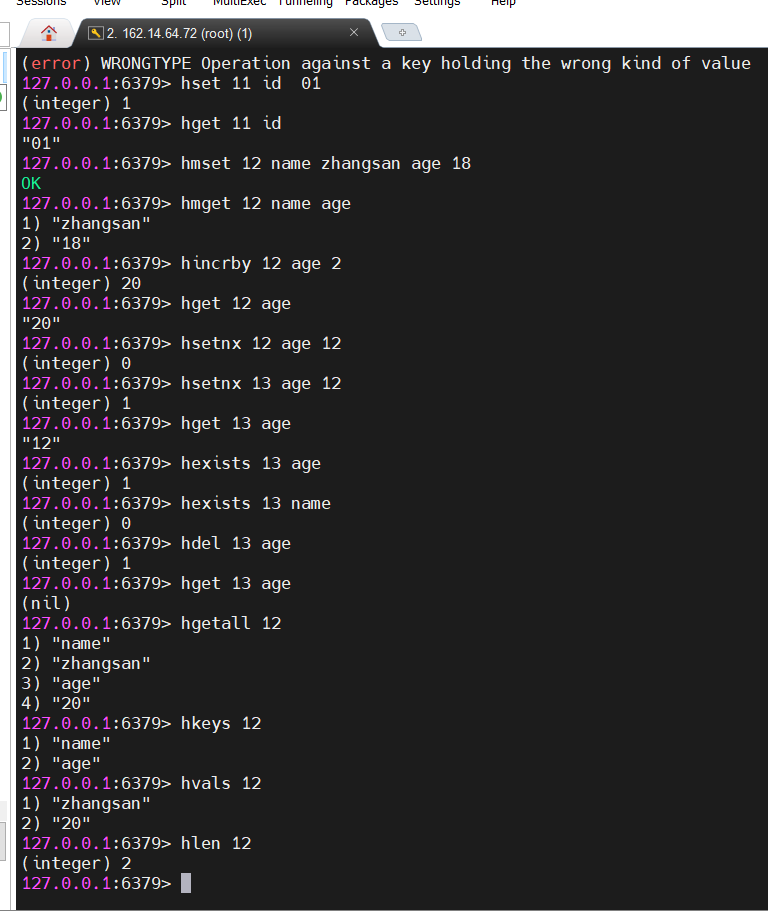 Sessions View Split MultiExec Tunneling Packages Settings Help
2. 162.14.64.72 (root) (1)
(error) WRONGTYPE Operation against a key holding the wrong kind of value
127.0.0.1:6379> hset 11 id  01
(integer) 1
127.0.0.1:6379> hget 11 id
"01"
127.0.0.1:6379> hmset 12 name zhangsan age 18
OK
127.0.0.1:6379> hmget 12 name age
1) "zhangsan"
2) "18"
127.0.0.1:6379> hincrby 12 age 2
(integer) 20
127.0.0.1:6379> hget 12 age
"20"
127.0.0.1:6379> hsetnx 12 age 12
(integer) 0
127.0.0.1:6379> hsetnx 13 age 12
(integer) 1
127.0.0.1:6379> hget 13 age
"12"
127.0.0.1:6379> hexists 13 age
(integer) 1
127.0.0.1:6379> hexists 13 name
(integer) 0
127.0.0.1:6379> hdel 13 age
(integer) 1
127.0.0.1:6379> hget 13 age
(nil)
127.0.0.1:6379> hgetall 12
1) "name"
2) "zhangsan"
3) "age"
4) "20"
127.0.0.1:6379> hkeys 12
1) "name"
2) "age"
127.0.0.1:6379> hvals 12
1) "zhangsan"
2) "20"
127.0.0.1:6379> hlen 12
(integer) 2
127.0.0.1:6379>